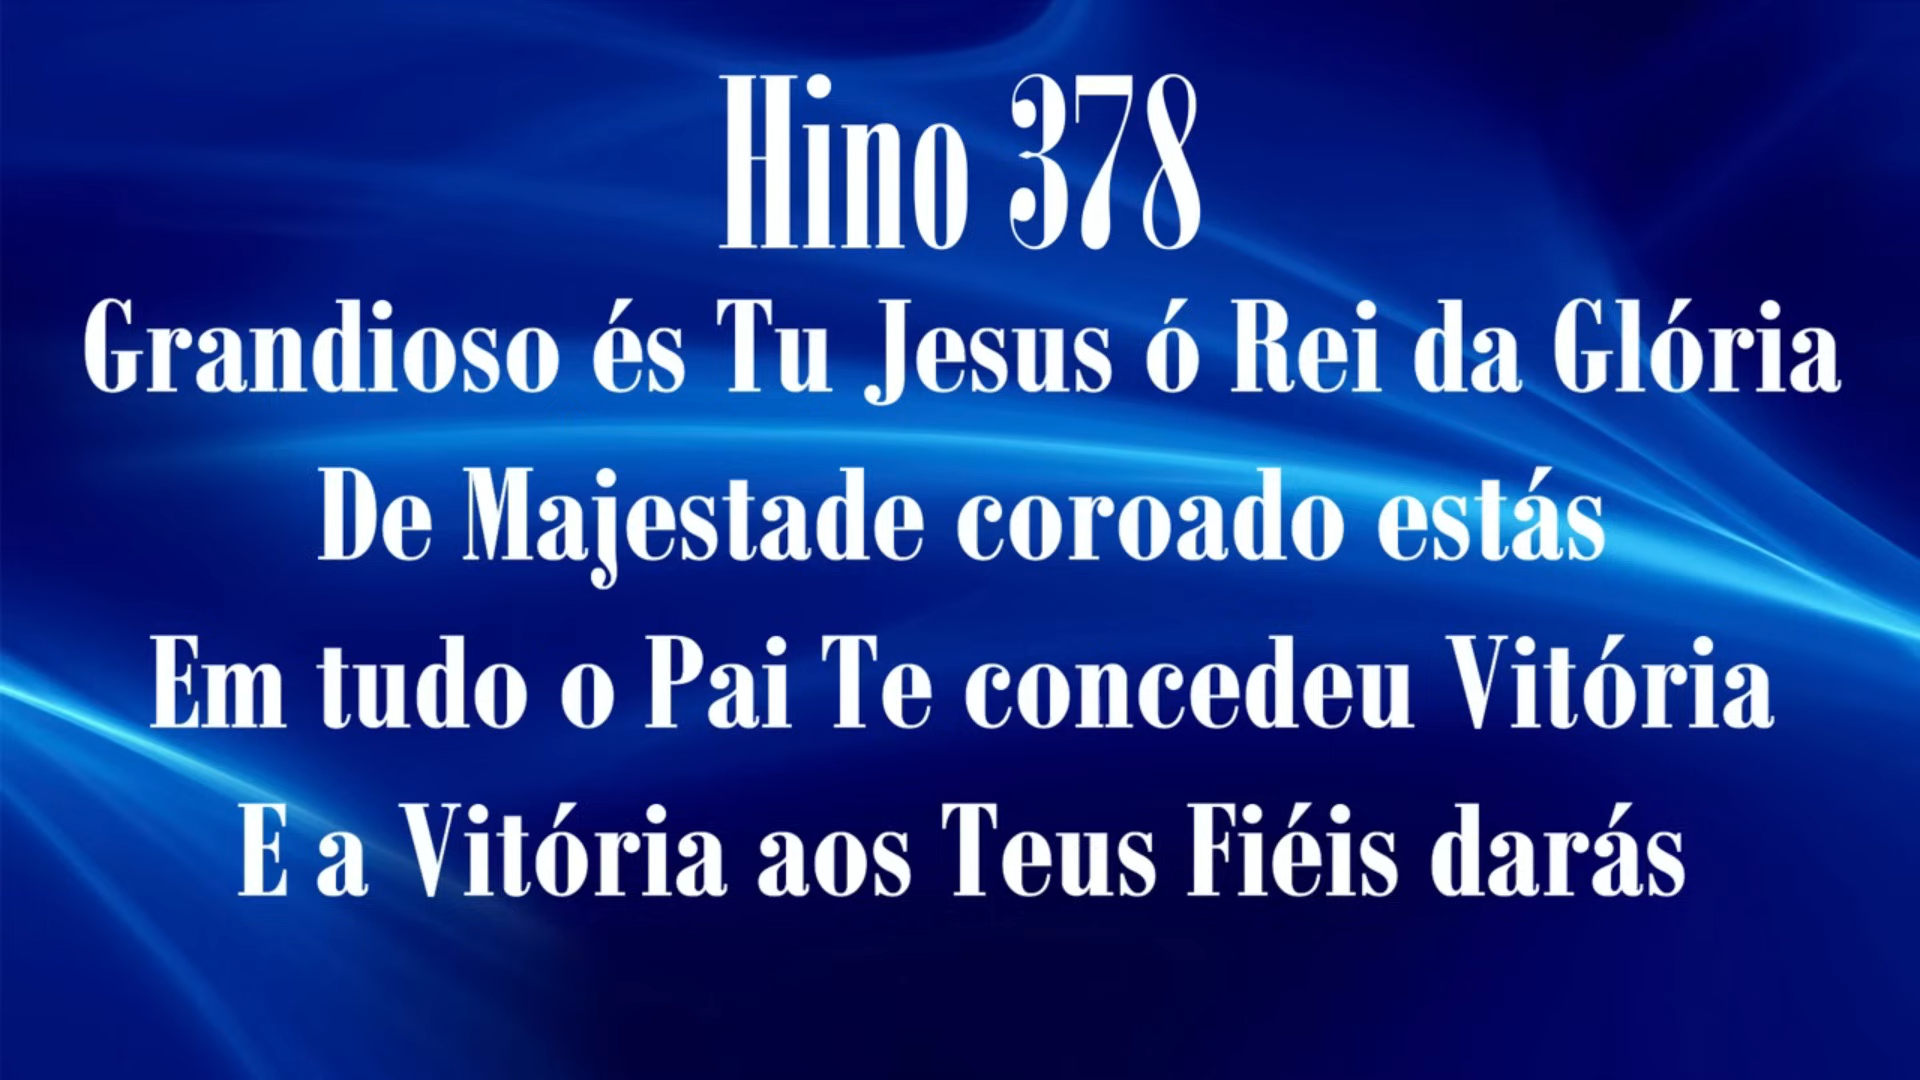 Hino 378
Grandioso és Tu Jesus ó Rei da Glória
De Majestade coroado estás
Em tudo o Pai Te concedeu Vitória
E a Vitória aos Teus Fiéis darás